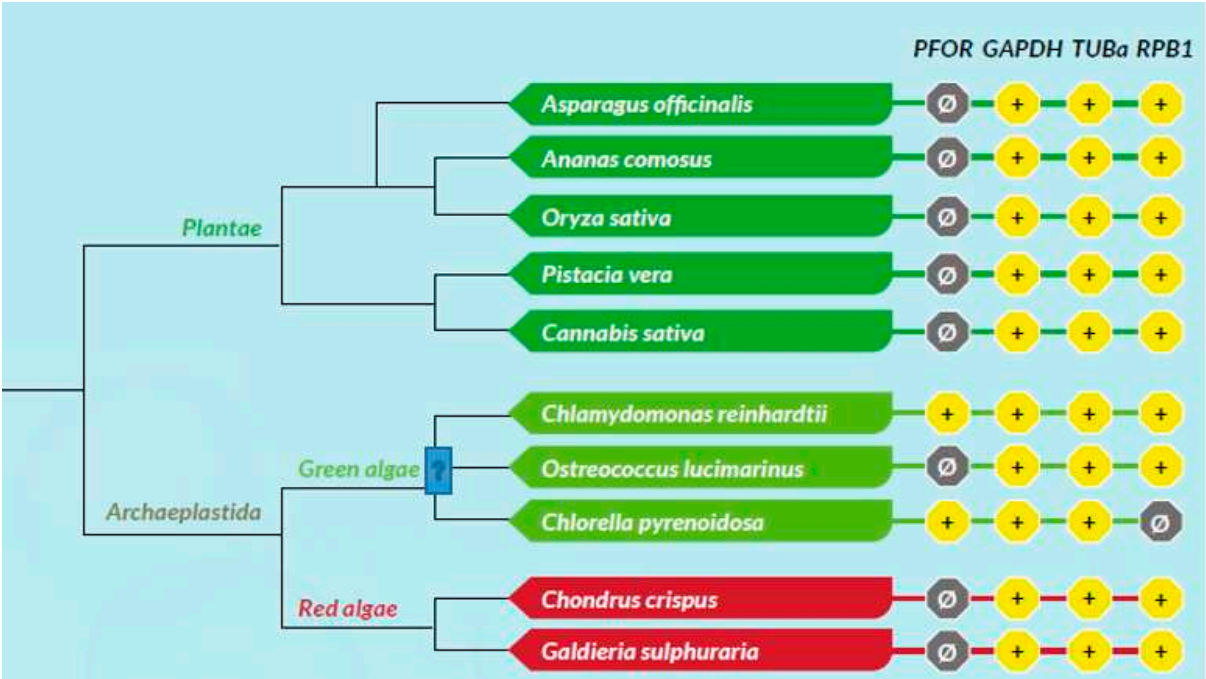 PFOR GAPDH TUBa RPB1
Asparagus officinalis Ø + + +
Ananas comosus Ø + + +
Oryza sativa Ø + + +
Plantae
Pistacia vera Ø + + +
Cannabis sativa Ø + + +
Chlamydomonas reinhardtii + + + +
Green algae ? Ostreococcus lucimarinus Ø + + +
Archaeplastida
Chlorella pyrenoidosa + + + Ø
Red algae
Chondrus crispus Ø + + +
Galdieria sulphuraria Ø + + +